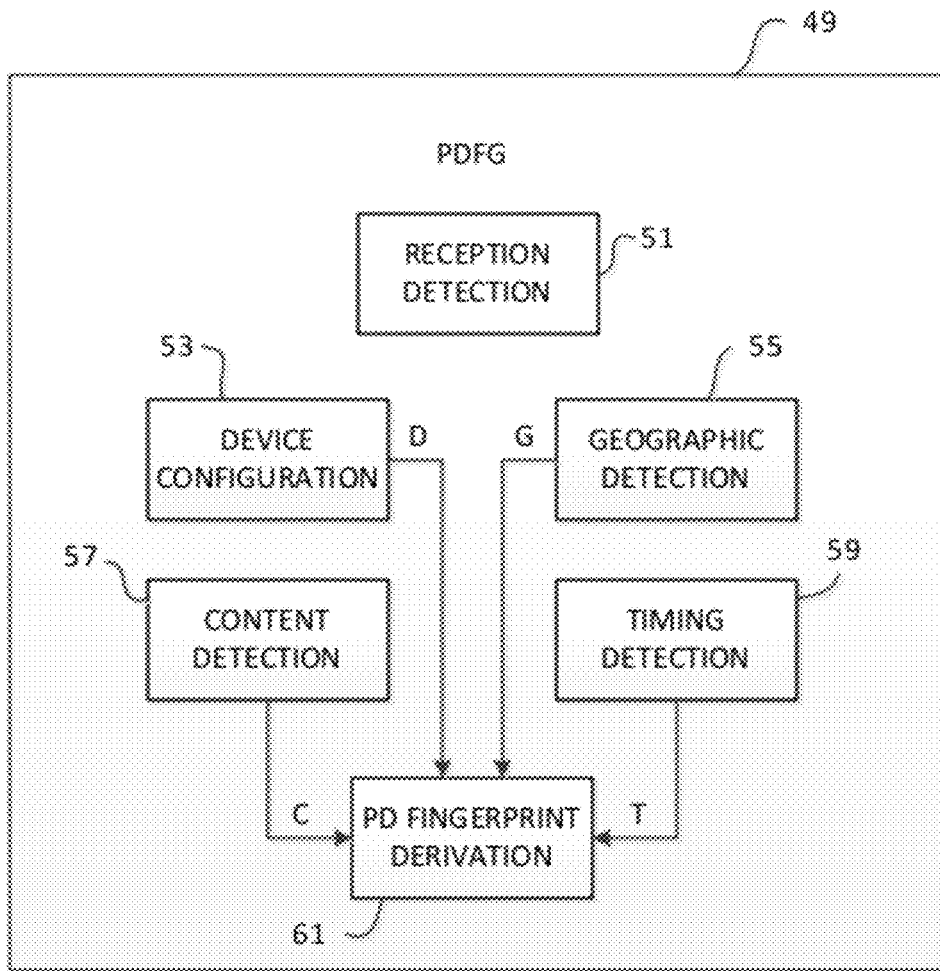 49
PDFG
RECEPTION
DETECTION
51
53
55
DEVICE
CONFIGURATION
D
G
GEOGRAPHIC
DETECTION
57
59
CONTENT
DETECTION
TIMING
DETECTION
C
PD FINGERPRINT
DERIVATION
T
61